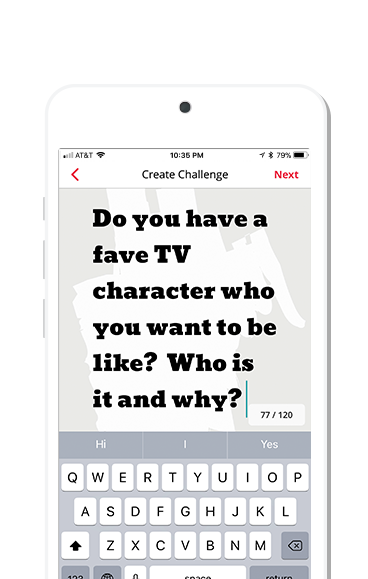 AT&T 10:35 PM 79%
Create Challenge Next
Do you have a
fave TV
character who
you want to be
like?  Who is
it and why?
77 / 120
Hi I Yes
Q W E R T Y U I O P
A S D F G H J K L
Z X C V B N M
123 space return